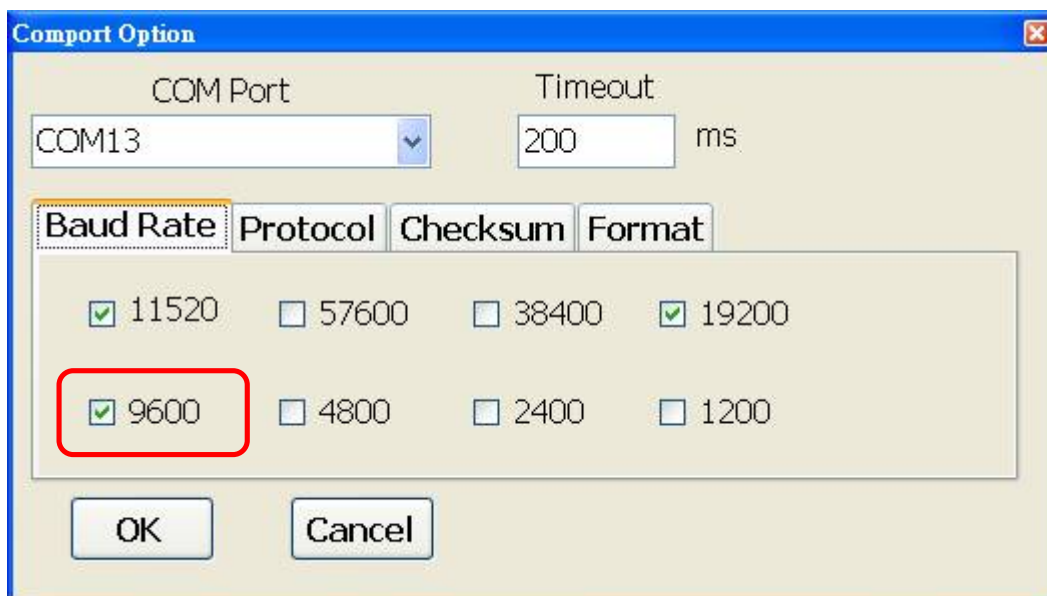 Comport Option
COM Port Timeout
COM13 200 ms
Baud Rate Protocol Checksum Format
11520 57600 38400 19200
9600 4800 2400 1200
OK Cancel